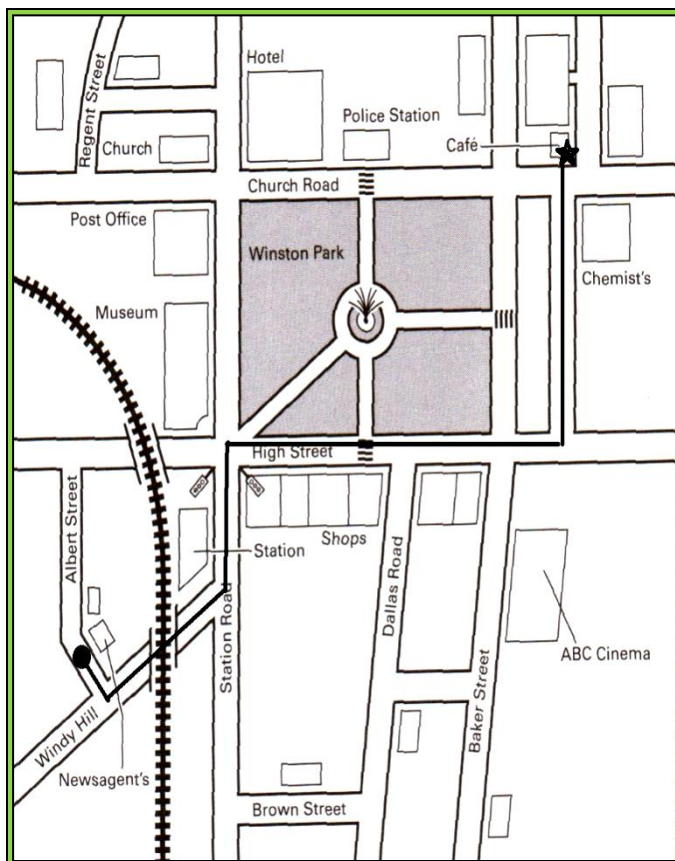 Regent Street
Hotel
Police Station
Church
Café
Church Road
Post Office
Winston Park
Chemist's
Museum
High Street
Albert Street
Station
Shops
Dallas Road
Station Road
ABC Cinema
Baker Street
Windy Hill
Newsagent's
Brown Street